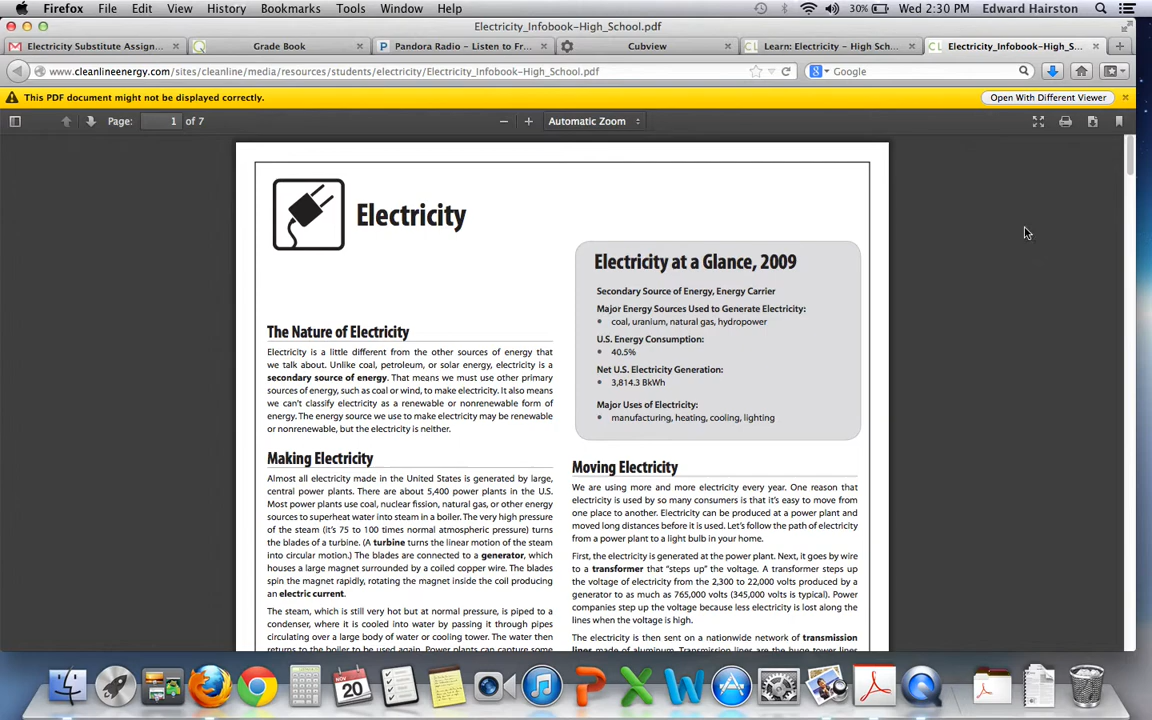 Firefox File Edit View History Bookmarks Tools Window Help 30% Wed 2:30 PM Edward Hairston
Electricity_Infobook-High_School.pdf
Electricity Substitute Assign... Grade Book Pandora Radio – Listen to Fr... Cubview Learn: Electricity – High Sch... Electricity_Infobook-High_S...
www.cleanlineenergy.com/sites/cleanline/media/resources/students/electricity/Electricity_Infobook-High_School.pdf Google
This PDF document might not be displayed correctly. Open With Different Viewer
Page: 1 of 7 Automatic Zoom
Electricity
The Nature of Electricity
Electricity is a little different from the other sources of energy that
we talk about. Unlike coal, petroleum, or solar energy, electricity is a
secondary source of energy. That means we must use other primary
sources of energy, such as coal or wind, to make electricity. It also means
we can't classify electricity as a renewable or nonrenewable form of
energy. The energy source we use to make electricity may be renewable
or nonrenewable, but the electricity is neither.
Making Electricity
Almost all electricity made in the United States is generated by large,
central power plants. There are about 5,400 power plants in the U.S.
Most power plants use coal, nuclear fission, natural gas, or other energy
sources to superheat water into steam in a boiler. The very high pressure
of the steam (it's 75 to 100 times normal atmospheric pressure) turns
the blades of a turbine. (A turbine turns the linear motion of the steam
into circular motion.) The blades are connected to a generator, which
houses a large magnet surrounded by a coiled copper wire. The blades
spin the magnet rapidly, rotating the magnet inside the coil producing
an electric current.
The steam, which is still very hot but at normal pressure, is piped to a
condenser, where it is cooled into water by passing it through pipes
circulating over a large body of water or cooling tower. The water then
returns to the boiler to be used again. Power plants can capture some
Electricity at a Glance, 2009
Secondary Source of Energy, Energy Carrier
Major Energy Sources Used to Generate Electricity:
• coal, uranium, natural gas, hydropower
U.S. Energy Consumption:
• 40.5%
Net U.S. Electricity Generation:
• 3,814.3 BkWh
Major Uses of Electricity:
• manufacturing, heating, cooling, lighting
Moving Electricity
We are using more and more electricity every year. One reason that
electricity is used by so many consumers is that it's easy to move from
one place to another. Electricity can be produced at a power plant and
moved long distances before it is used. Let's follow the path of electricity
from a power plant to a light bulb in your home.
First, the electricity is generated at the power plant. Next, it goes by wire
to a transformer that "steps up" the voltage. A transformer steps up
the voltage of electricity from the 2,300 to 22,000 volts produced by a
generator to as much as 765,000 volts (345,000 volts is typical). Power
companies step up the voltage because less electricity is lost along the
lines when the voltage is high.
The electricity is then sent on a nationwide network of transmission
lines made of aluminum. Transmission lines are the huge tower lines
NOV
20